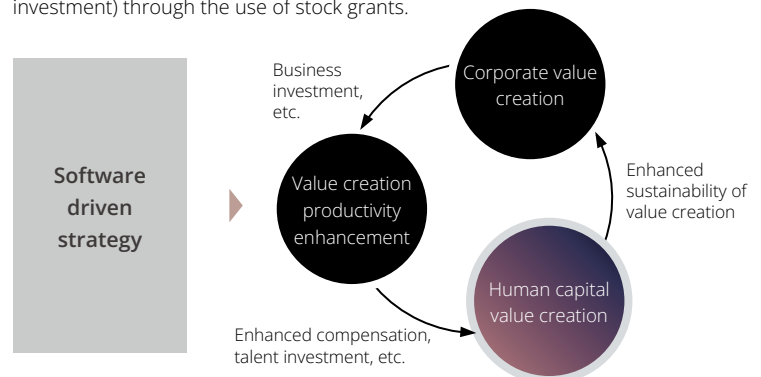 investment) through the use of stock grants.
Software
driven
strategy
Business
investment,
etc.
Corporate value
creation
Value creation
productivity
enhancement
Enhanced
sustainability of
value creation
Human capital
value creation
Enhanced compensation,
talent investment, etc.